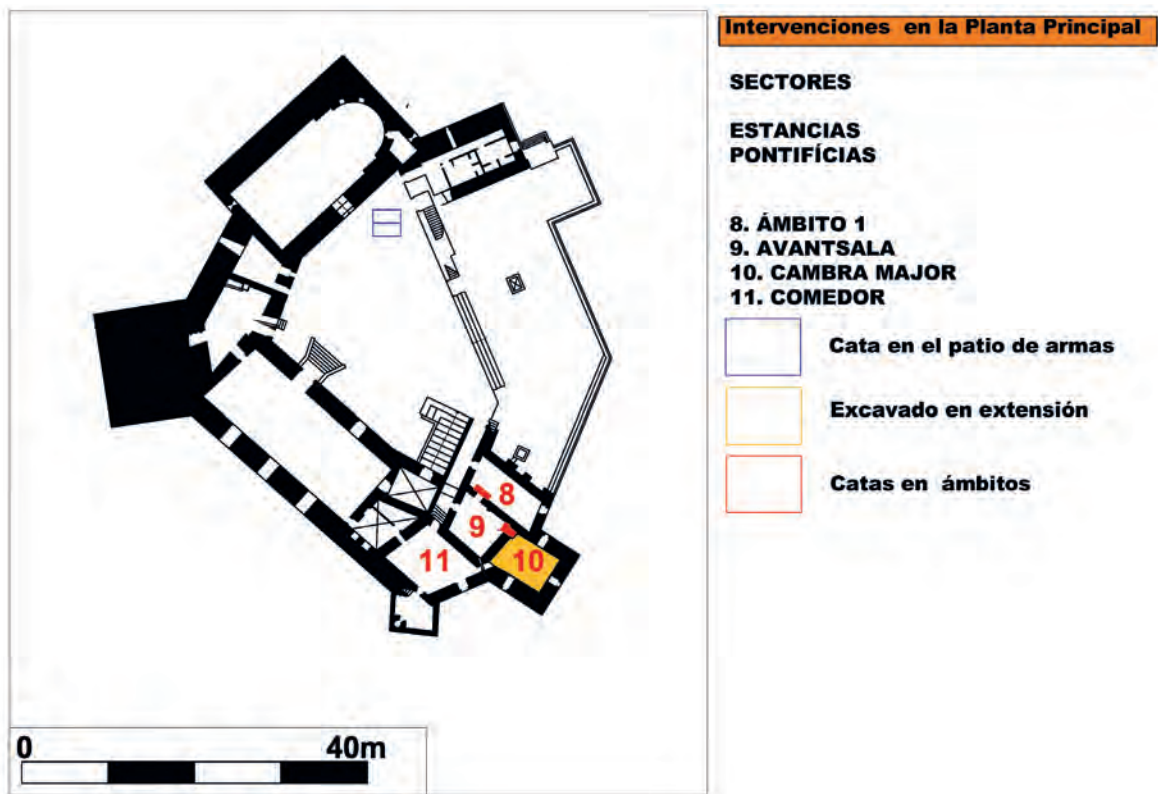 Intervenciones en la Planta Principal
SECTORES
ESTANCIAS
PONTIFÍCIAS
8. ÁMBITO 1
9. AVANTSALA
10. CAMBRA MAJOR
11. COMEDOR
Cata en el patio de armas
Excavado en extensión
Catas en ámbitos
8
9
10
11
0 40m